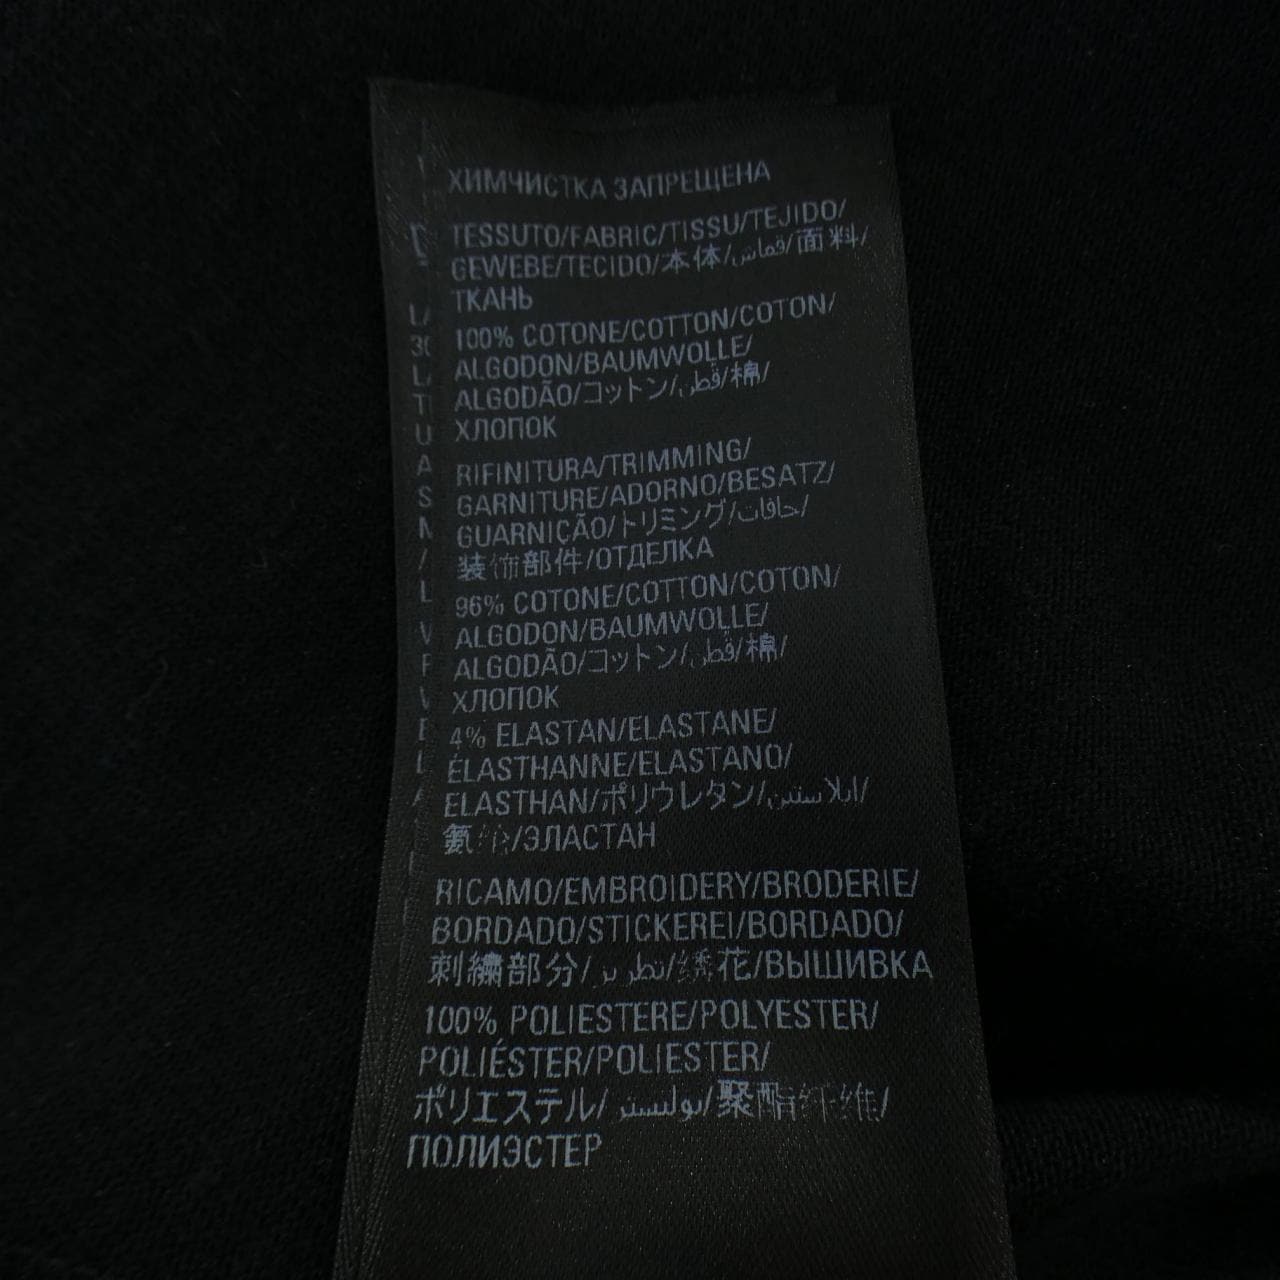 ХИМЧИСТКА ЗАПРЕЩЕНА
TESSUTO/FABRIC/TISSU/TEJIDO/
GEWEBE/TECIDO/本体/قماش/面料/
ТКАНЬ
100% COTONE/COTTON/COTON/
ALGODON/BAUMWOLLE/
ALGODÃO/コットン/قطن/棉/
ХЛОПОК
RIFINITURA/TRIMMING/
GARNITURE/ADORNO/BESATZ/
GUARNIÇÃO/トリミング/حافات/
装饰部件/ОТДЕЛКА
96% COTONE/COTTON/COTON/
ALGODON/BAUMWOLLE/
ALGODÃO/コットン/قطن/棉/
ХЛОПОК
4% ELASTAN/ELASTANE/
ÉLASTHANNE/ELASTANO/
ELASTHAN/ポリウレタン/ايلاستين/
氨纶/ЭЛАСТАН
RICAMO/EMBROIDERY/BRODERIE/
BORDADO/STICKEREI/BORDADO/
刺繍部分/تطريز/绣花/ВЫШИВКА
100% POLIESTERE/POLYESTER/
POLIÉSTER/POLIESTER/
ポリエステル/بوليستر/聚酯纤维/
ПОЛИЭСТЕР